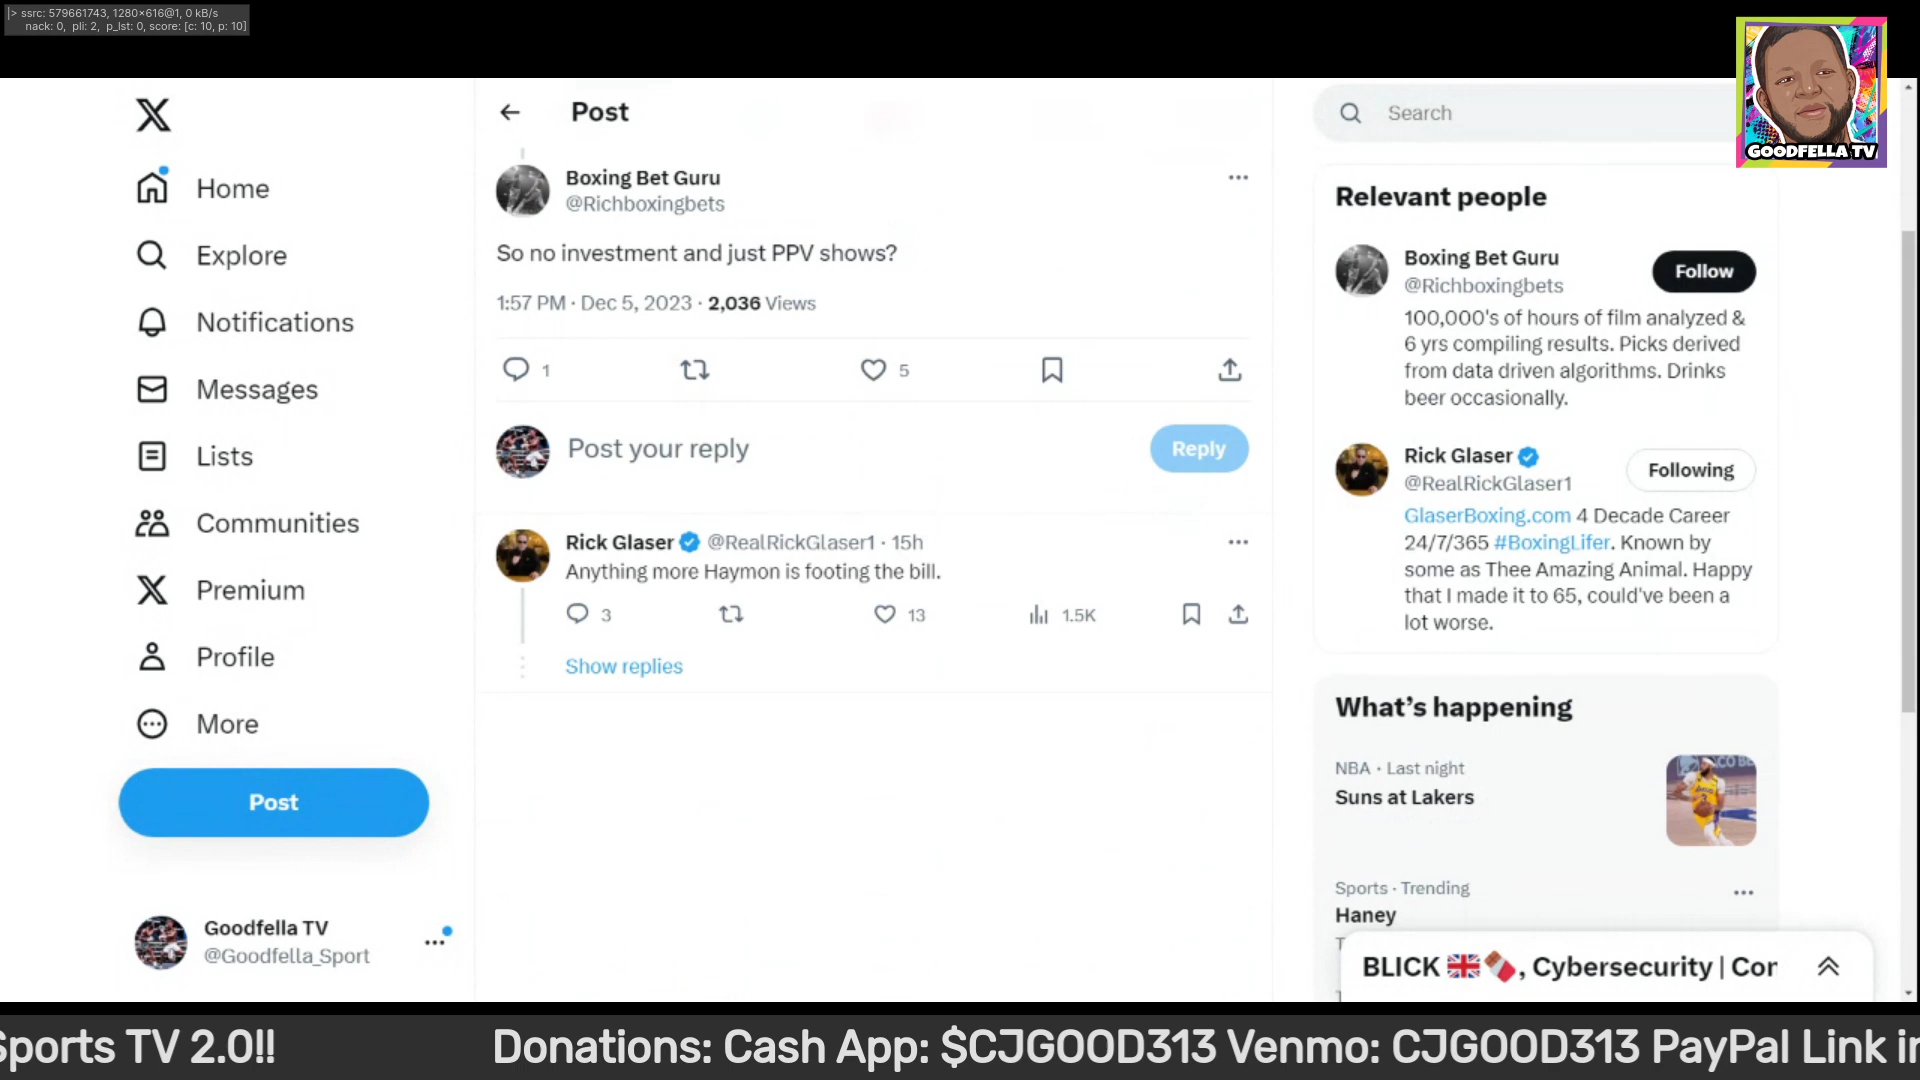 |> ssrc: 579661743, 1280×616@1, 0 kB/s
nack: 0, pli: 2, p_lst: 0, score: [c: 10, p: 10]
GOODFELLA TV
Home
Explore
Notifications
Messages
Lists
Communities
Premium
Profile
More
Post
Goodfella TV
@Goodfella_Sport
Post
Boxing Bet Guru
@Richboxingbets
So no investment and just PPV shows?
1:57 PM · Dec 5, 2023 · 2,036 Views
1
5
Post your reply
Reply
Rick Glaser @RealRickGlaser1 · 15h
Anything more Haymon is footing the bill.
3
13
1.5K
Show replies
Search
Relevant people
Boxing Bet Guru
@Richboxingbets
Follow
100,000's of hours of film analyzed &
6 yrs compiling results. Picks derived
from data driven algorithms. Drinks
beer occasionally.
Rick Glaser
@RealRickGlaser1
Following
GlaserBoxing.com 4 Decade Career
24/7/365 #BoxingLifer. Known by
some as Thee Amazing Animal. Happy
that I made it to 65, could've been a
lot worse.
What's happening
NBA · Last night
Suns at Lakers
Sports · Trending
Haney
BLICK 🇬🇧🍫, Cybersecurity | Cor
Sports TV 2.0!! Donations: Cash App: $CJGOOD313 Venmo: CJGOOD313 PayPal Link in